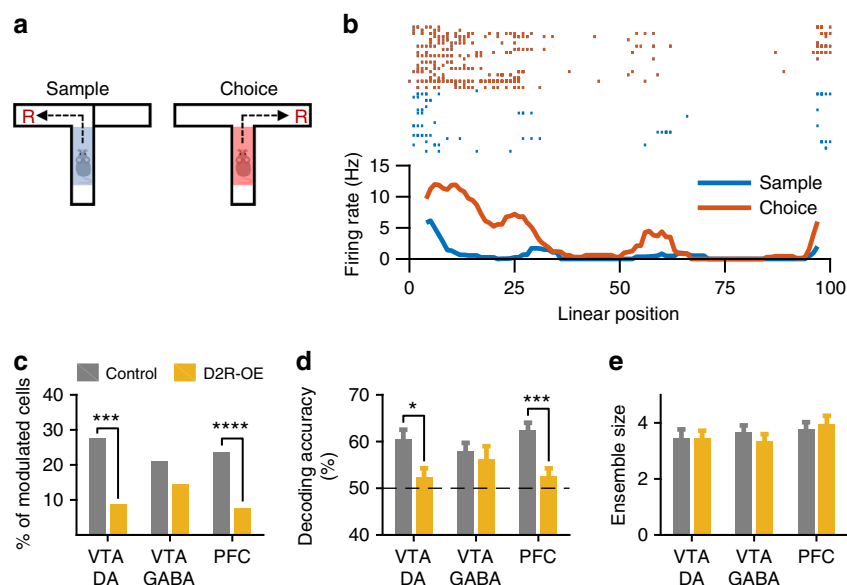 a
Sample
Choice
R
R
b
Firing rate (Hz)
15
10
5
0
Sample
Choice
0
25
50
75
100
Linear position
c
Control
D2R-OE
% of modulated cells
40
30
20
10
***
****
VTA
DA
VTA
GABA
PFC
d
Decoding accuracy
(%)
70
60
50
40
*
***
VTA
DA
VTA
GABA
PFC
e
Ensemble size
4
2
0
VTA
DA
VTA
GABA
PFC